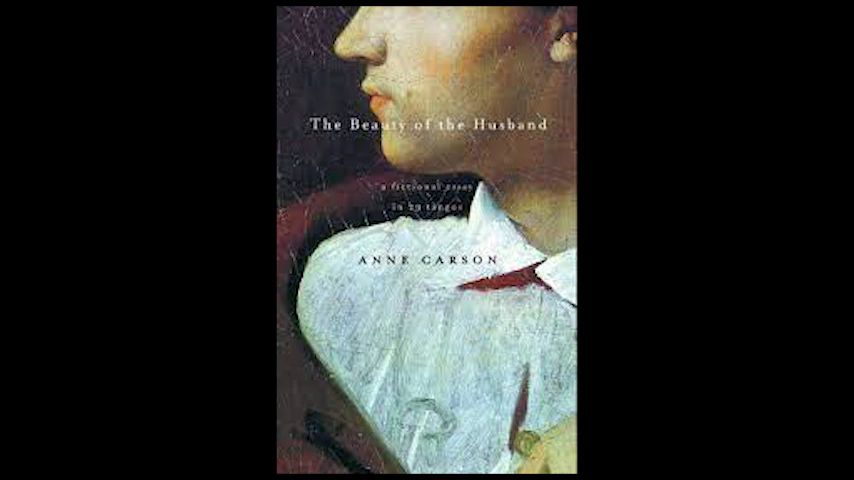 The Beauty of the Husband
a fictional essay
in 29 tangos
ANNE CARSON